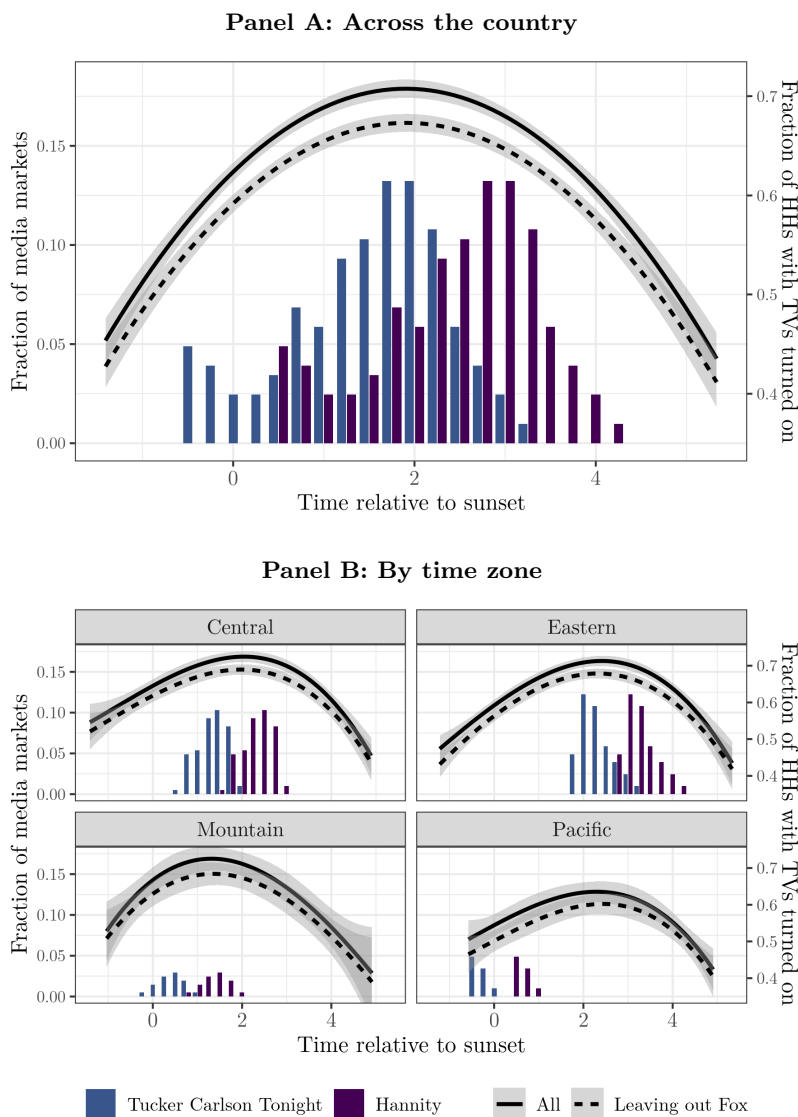 Panel A: Across the country
Fraction of media markets
0.15
0.10
0.05
0.00
0
2
4
Time relative to sunset
0.7
0.6
0.5
0.4
Fraction of HHs with TVs turned on
Panel B: By time zone
Central
Eastern
Fraction of media markets
0.15
0.10
0.05
0.00
0.7
0.6
0.5
0.4
Fraction of HHs with TVs turned on
Mountain
Pacific
0.15
0.10
0.05
0.00
0.7
0.6
0.5
0.4
0
2
4
0
2
4
Time relative to sunset
Tucker Carlson Tonight
Hannity
All
Leaving out Fox